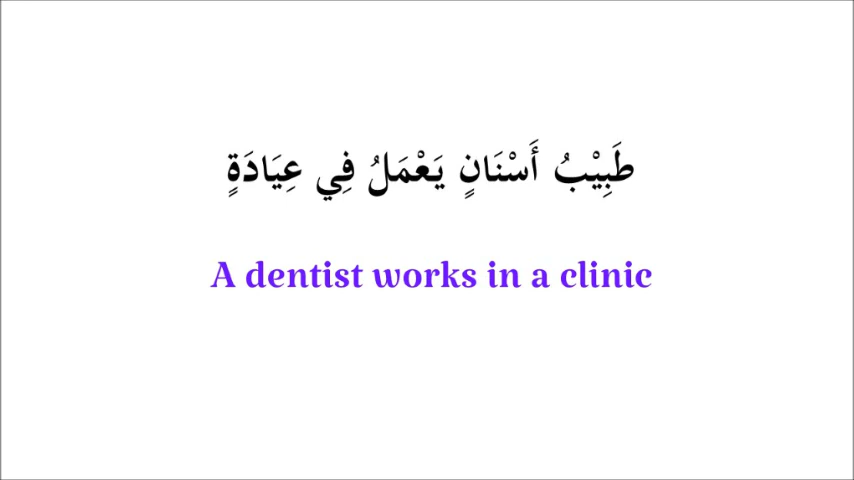 طَبِيْبُ أَسْنَانٍ يَعْمَلُ فِي عِيَادَةٍ
A dentist works in a clinic